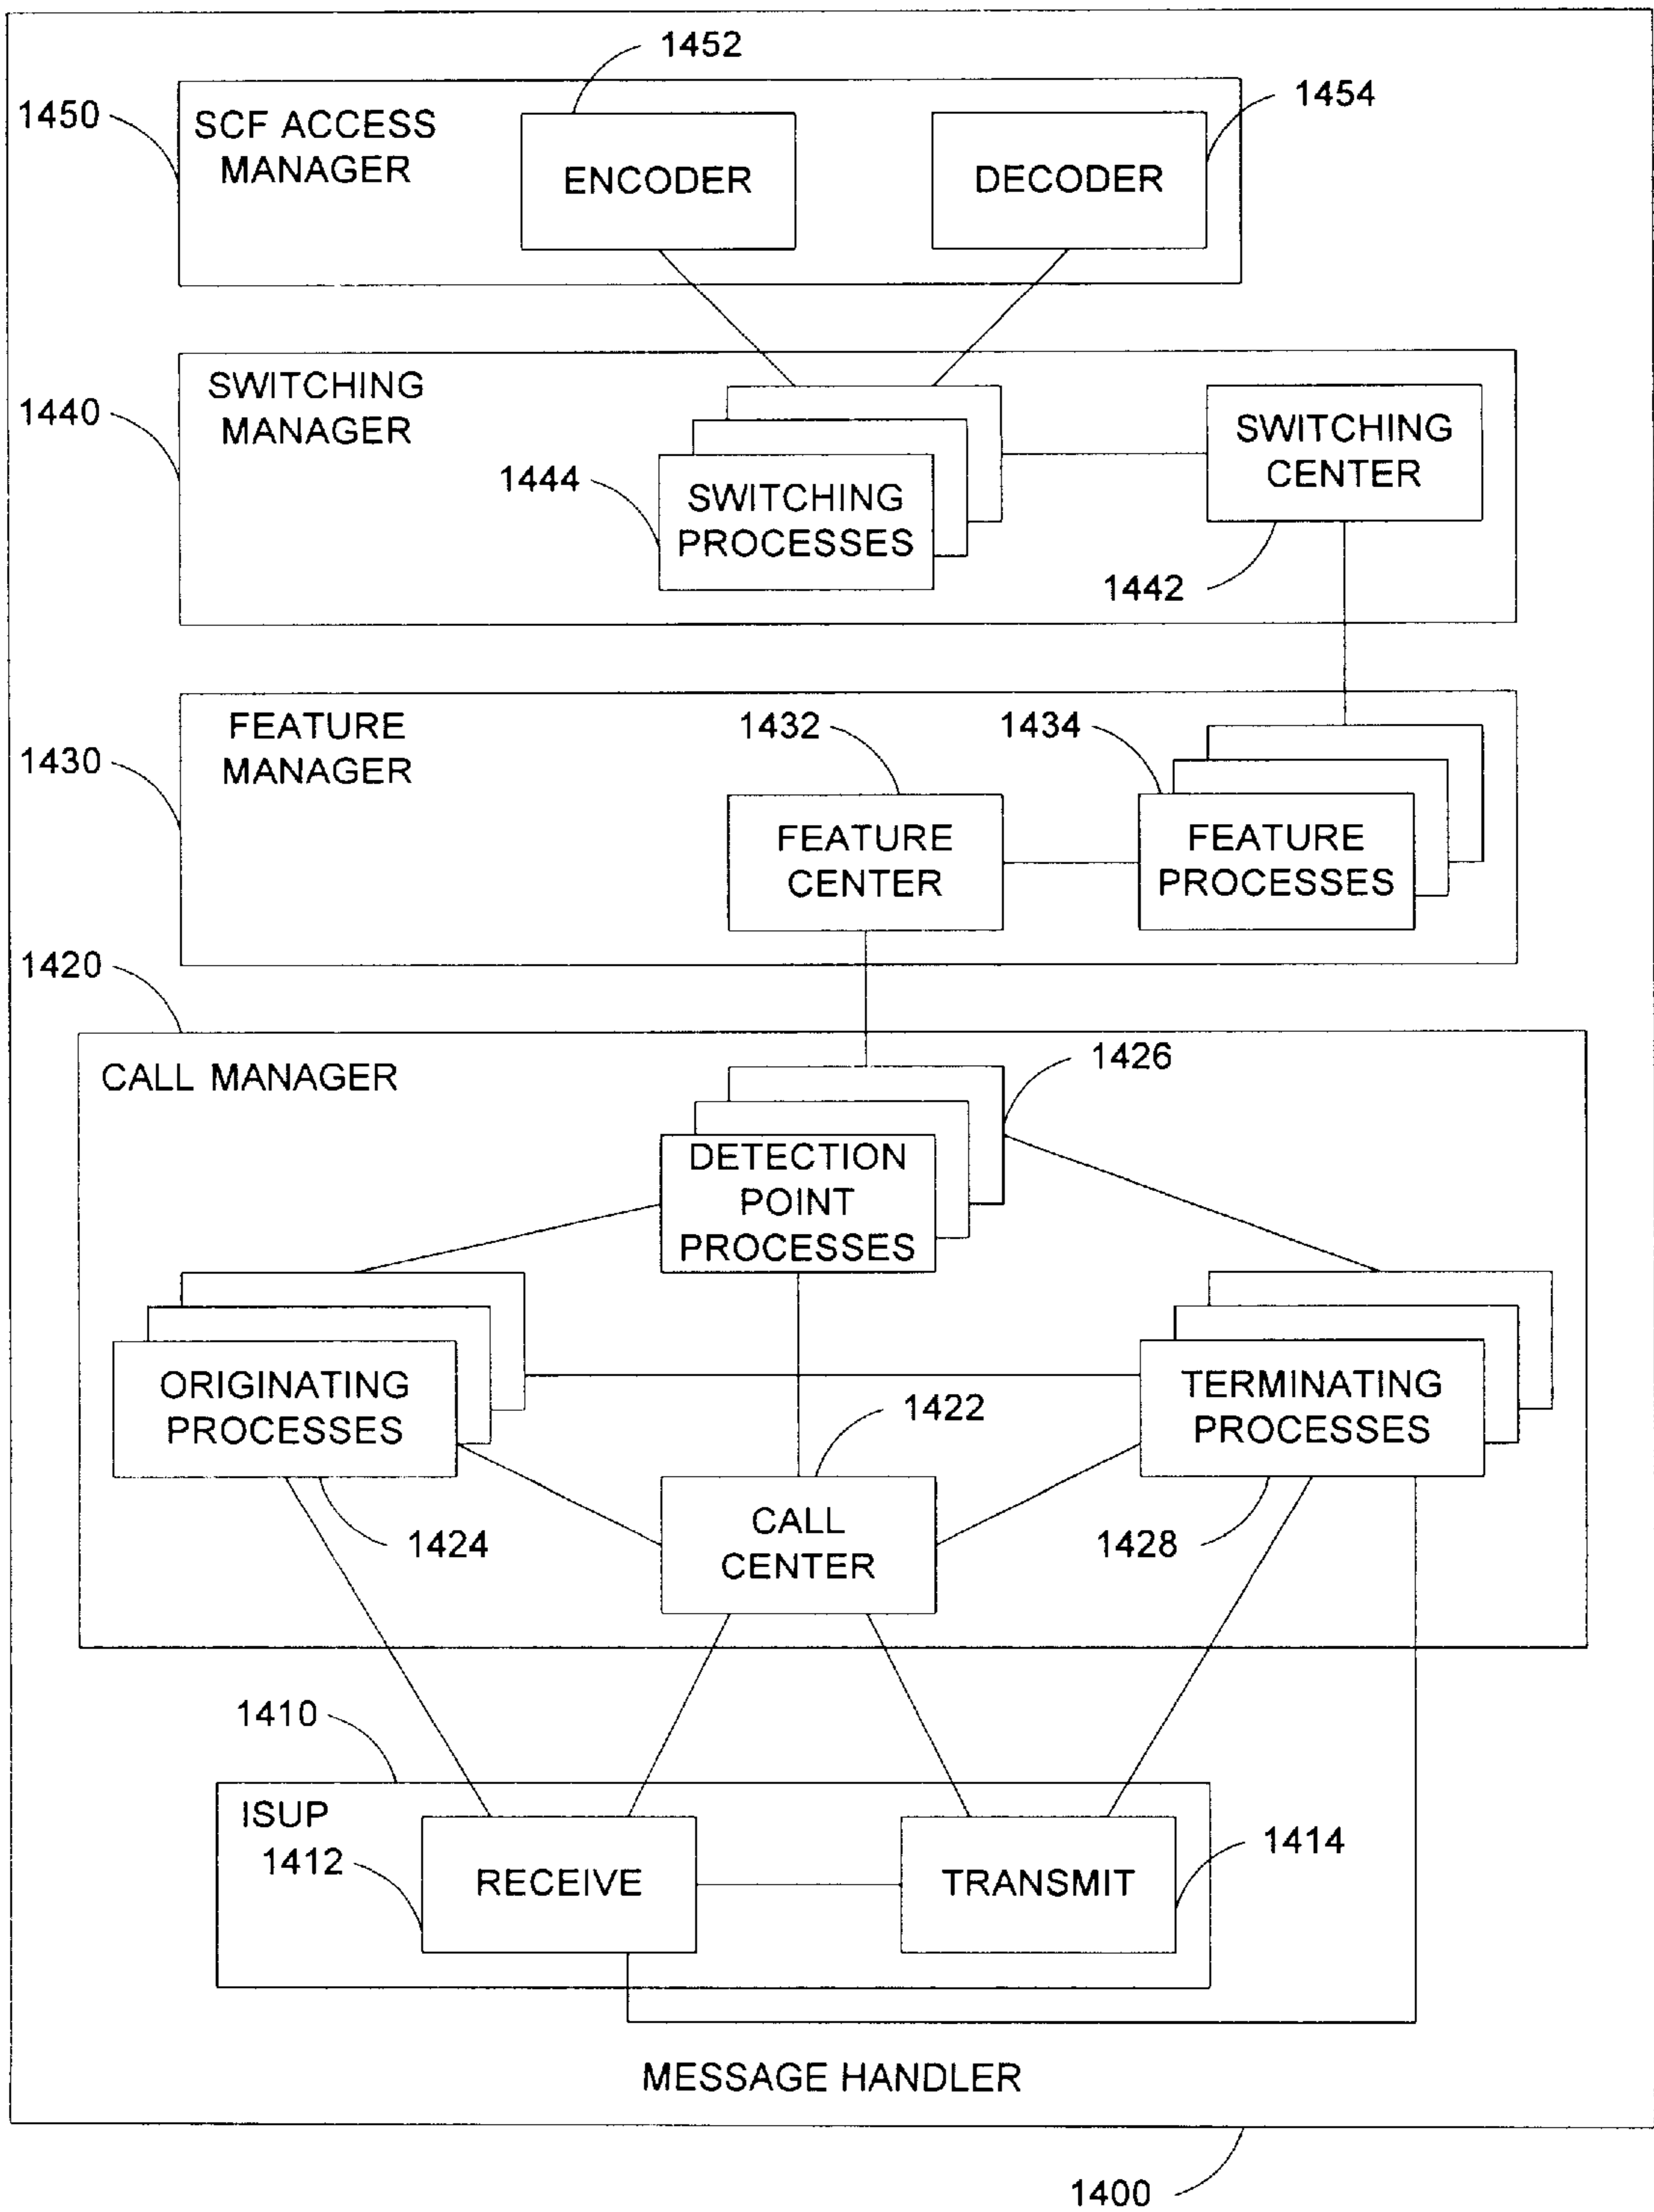 1452
1454
1450
SCF ACCESS
MANAGER
ENCODER
DECODER
SWITCHING
MANAGER
1440
SWITCHING
CENTER
1444
SWITCHING
PROCESSES
1442
FEATURE
MANAGER
1432
1434
1430
FEATURE
CENTER
FEATURE
PROCESSES
1420
CALL MANAGER
1426
DETECTION
POINT
PROCESSES
ORIGINATING
PROCESSES
1422
TERMINATING
PROCESSES
1424
CALL
CENTER
1428
1410
ISUP
1412
RECEIVE
TRANSMIT
1414
MESSAGE HANDLER
1400